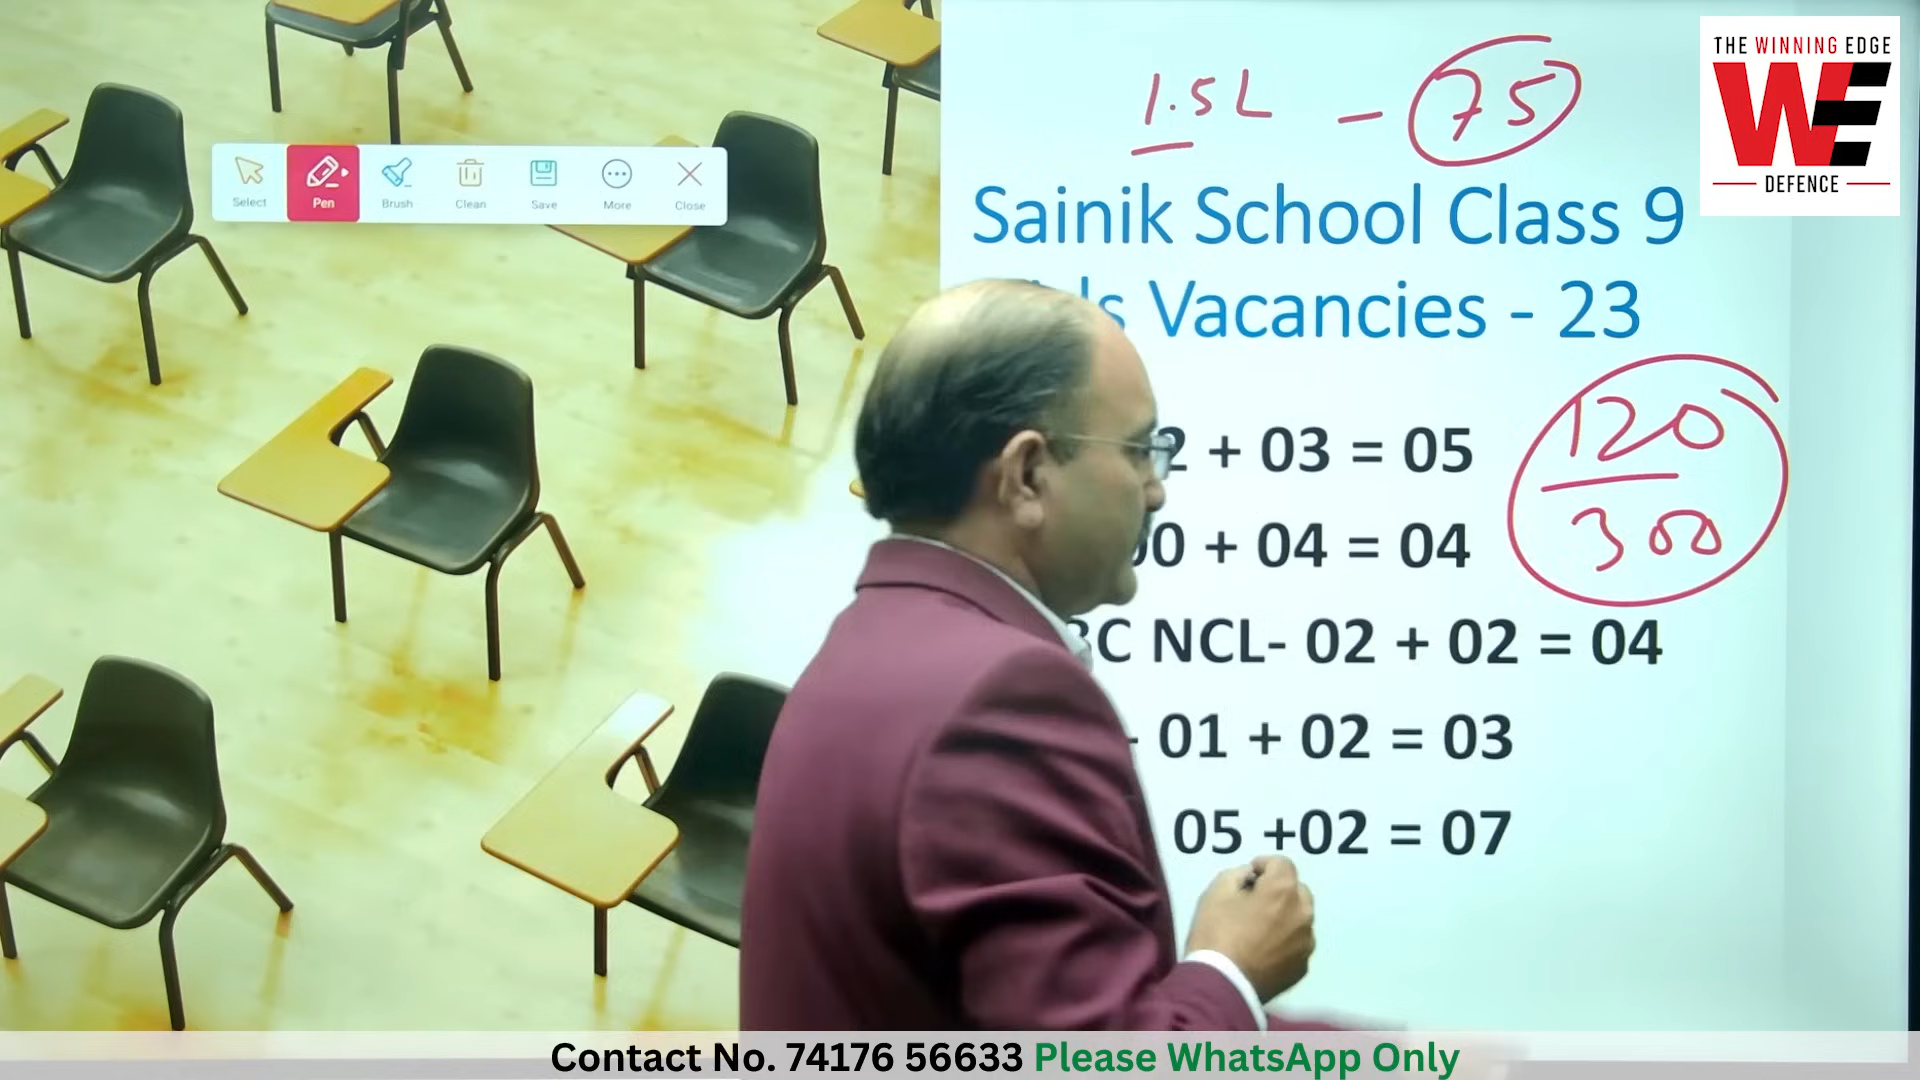 1.5L - 75
THE WINNING EDGE
WE
DEFENCE
Select Pen Brush Clean Save More Close
Sainik School Class 9
Vacancies - 23
120
300
+ 03 = 05
+ 04 = 04
NCL- 02 + 02 = 04
- 01 + 02 = 03
05 +02 = 07
Contact No. 74176 56633 Please WhatsApp Only